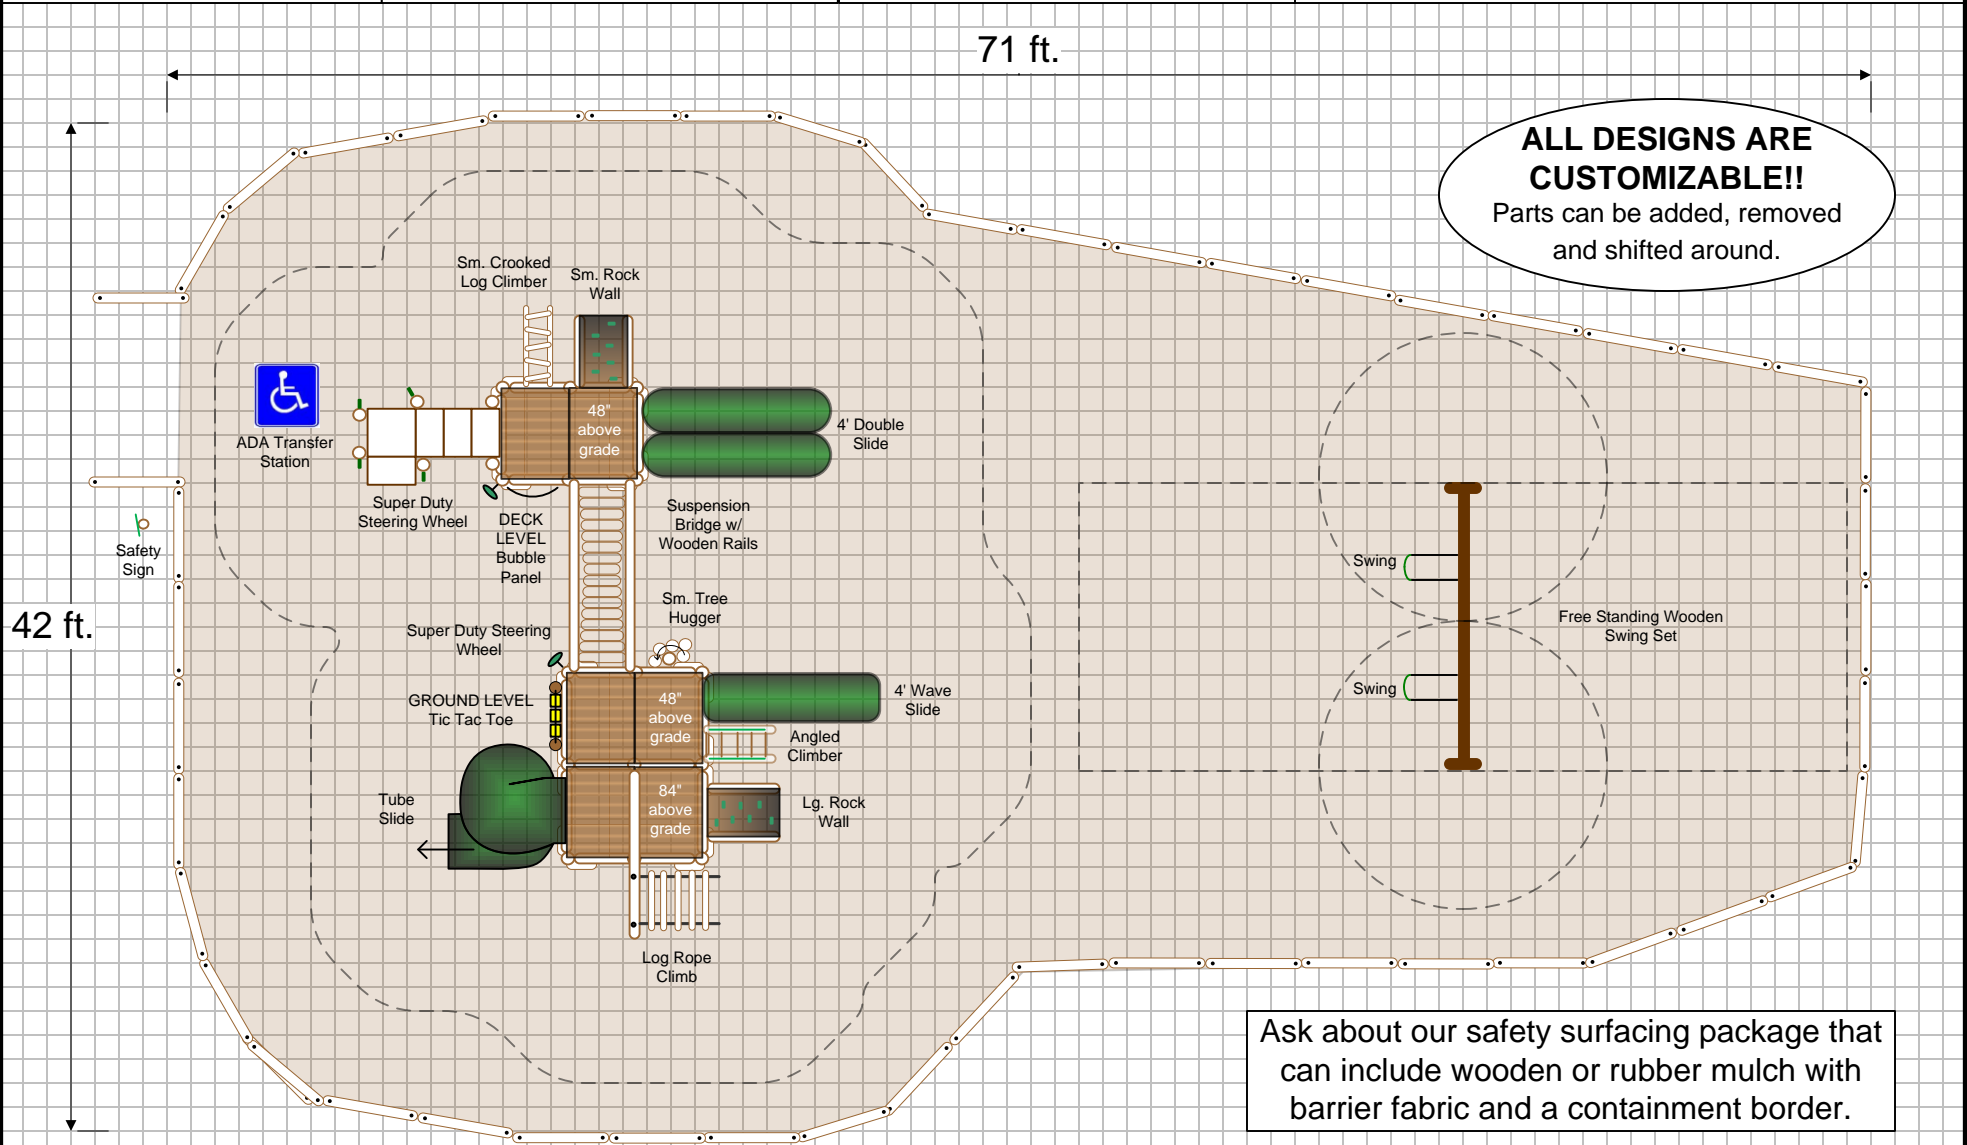 71 ft.
ALL DESIGNS ARE
CUSTOMIZABLE!!
Parts can be added, removed
and shifted around.
Sm. Crooked
Log Climber
Sm. Rock
Wall
48"
above
grade
4' Double
Slide
ADA Transfer
Station
Super Duty
Steering Wheel
DECK
LEVEL
Bubble
Panel
Suspension
Bridge w/
Wooden Rails
Safety
Sign
Swing
42 ft.
Sm. Tree
Hugger
Super Duty Steering
Wheel
Free Standing Wooden
Swing Set
GROUND LEVEL
Tic Tac Toe
48"
above
grade
4' Wave
Slide
Swing
Angled
Climber
Tube
Slide
84"
above
grade
Lg. Rock
Wall
Log Rope
Climb
Ask about our safety surfacing package that
can include wooden or rubber mulch with
barrier fabric and a containment border.